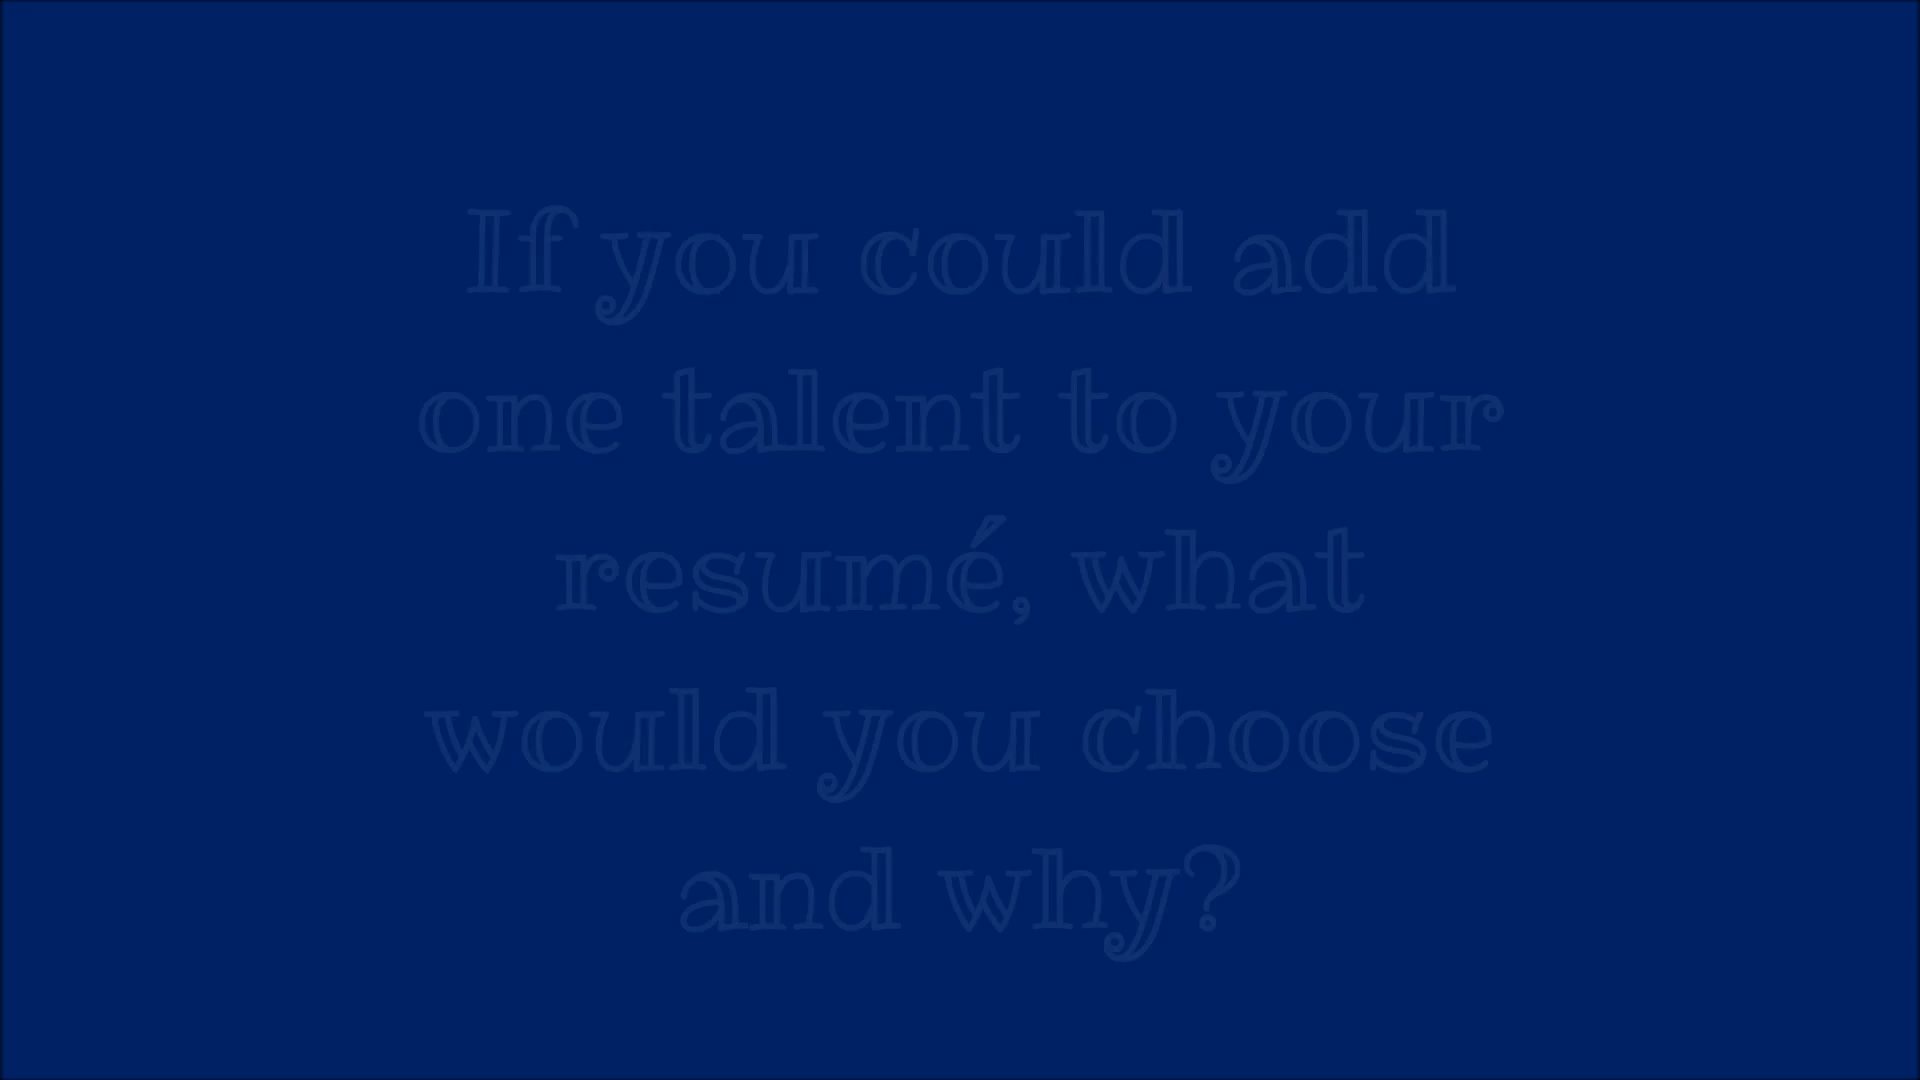 If you could add
one talent to your
resumé, what
would you choose
and why?